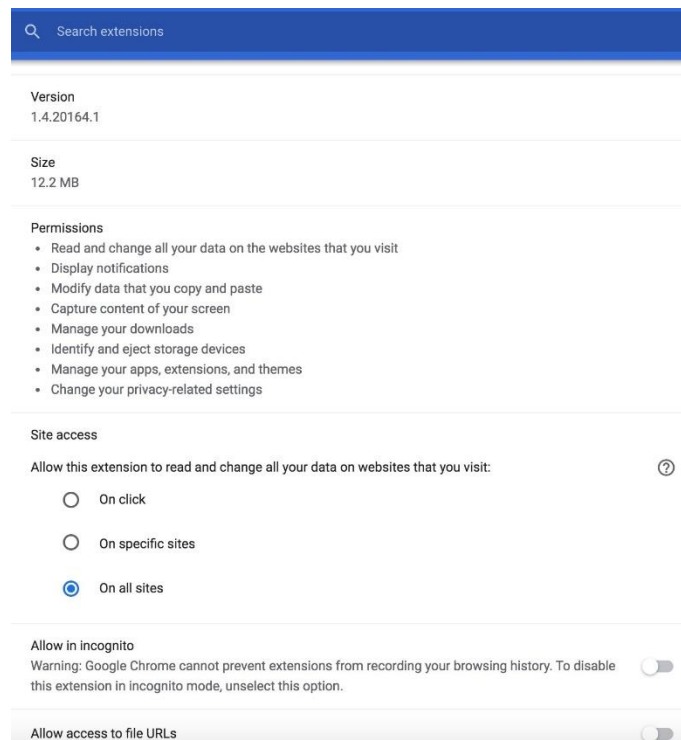 Search extensions
Version
1.4.20164.1
Size
12.2 MB
Permissions
• Read and change all your data on the websites that you visit
• Display notifications
• Modify data that you copy and paste
• Capture content of your screen
• Manage your downloads
• Identify and eject storage devices
• Manage your apps, extensions, and themes
• Change your privacy-related settings
Site access
Allow this extension to read and change all your data on websites that you visit:
On click
On specific sites
On all sites
Allow in incognito
Warning: Google Chrome cannot prevent extensions from recording your browsing history. To disable
this extension in incognito mode, unselect this option.
Allow access to file URLs